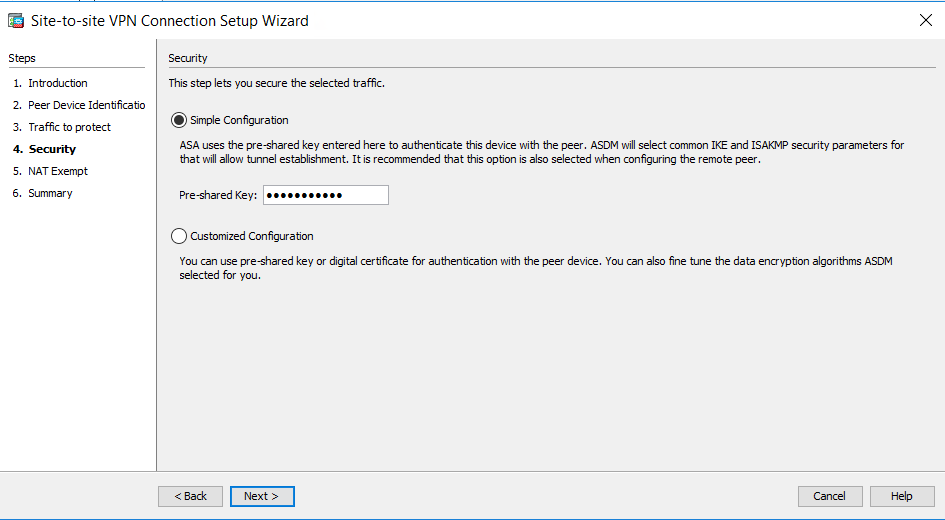 Site-to-site VPN Connection Setup Wizard
Steps
1. Introduction
2. Peer Device Identificatio
3. Traffic to protect
4. Security
5. NAT Exempt
6. Summary
Security
This step lets you secure the selected traffic.
Simple Configuration
ASA uses the pre-shared key entered here to authenticate this device with the peer. ASDM will select common IKE and ISAKMP security parameters for
that will allow tunnel establishment. It is recommended that this option is also selected when configuring the remote peer.
Pre-shared Key: •••••••••••
Customized Configuration
You can use pre-shared key or digital certificate for authentication with the peer device. You can also fine tune the data encryption algorithms ASDM
selected for you.
< Back Next > Cancel Help